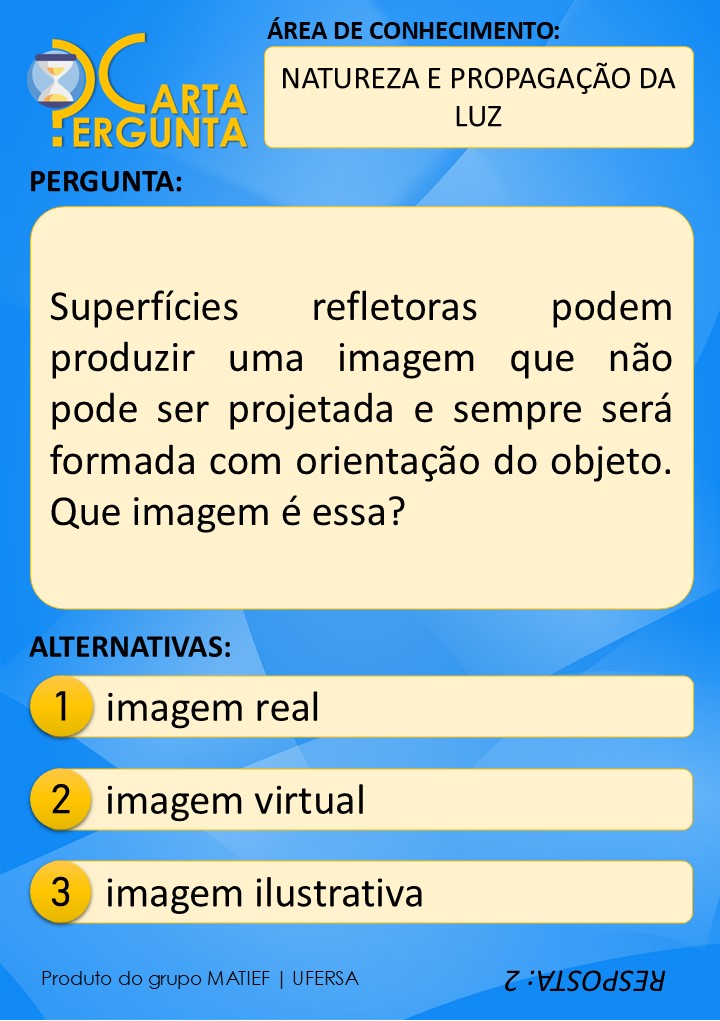 ÁREA DE CONHECIMENTO:
CARTA
PERGUNTA
NATUREZA E PROPAGAÇÃO DA
LUZ
PERGUNTA:
Superfícies refletoras podem
produzir uma imagem que não
pode ser projetada e sempre será
formada com orientação do objeto.
Que imagem é essa?
ALTERNATIVAS:
1 imagem real
2 imagem virtual
3 imagem ilustrativa
Produto do grupo MATIEF | UFERSA
RESPOSTA: 2